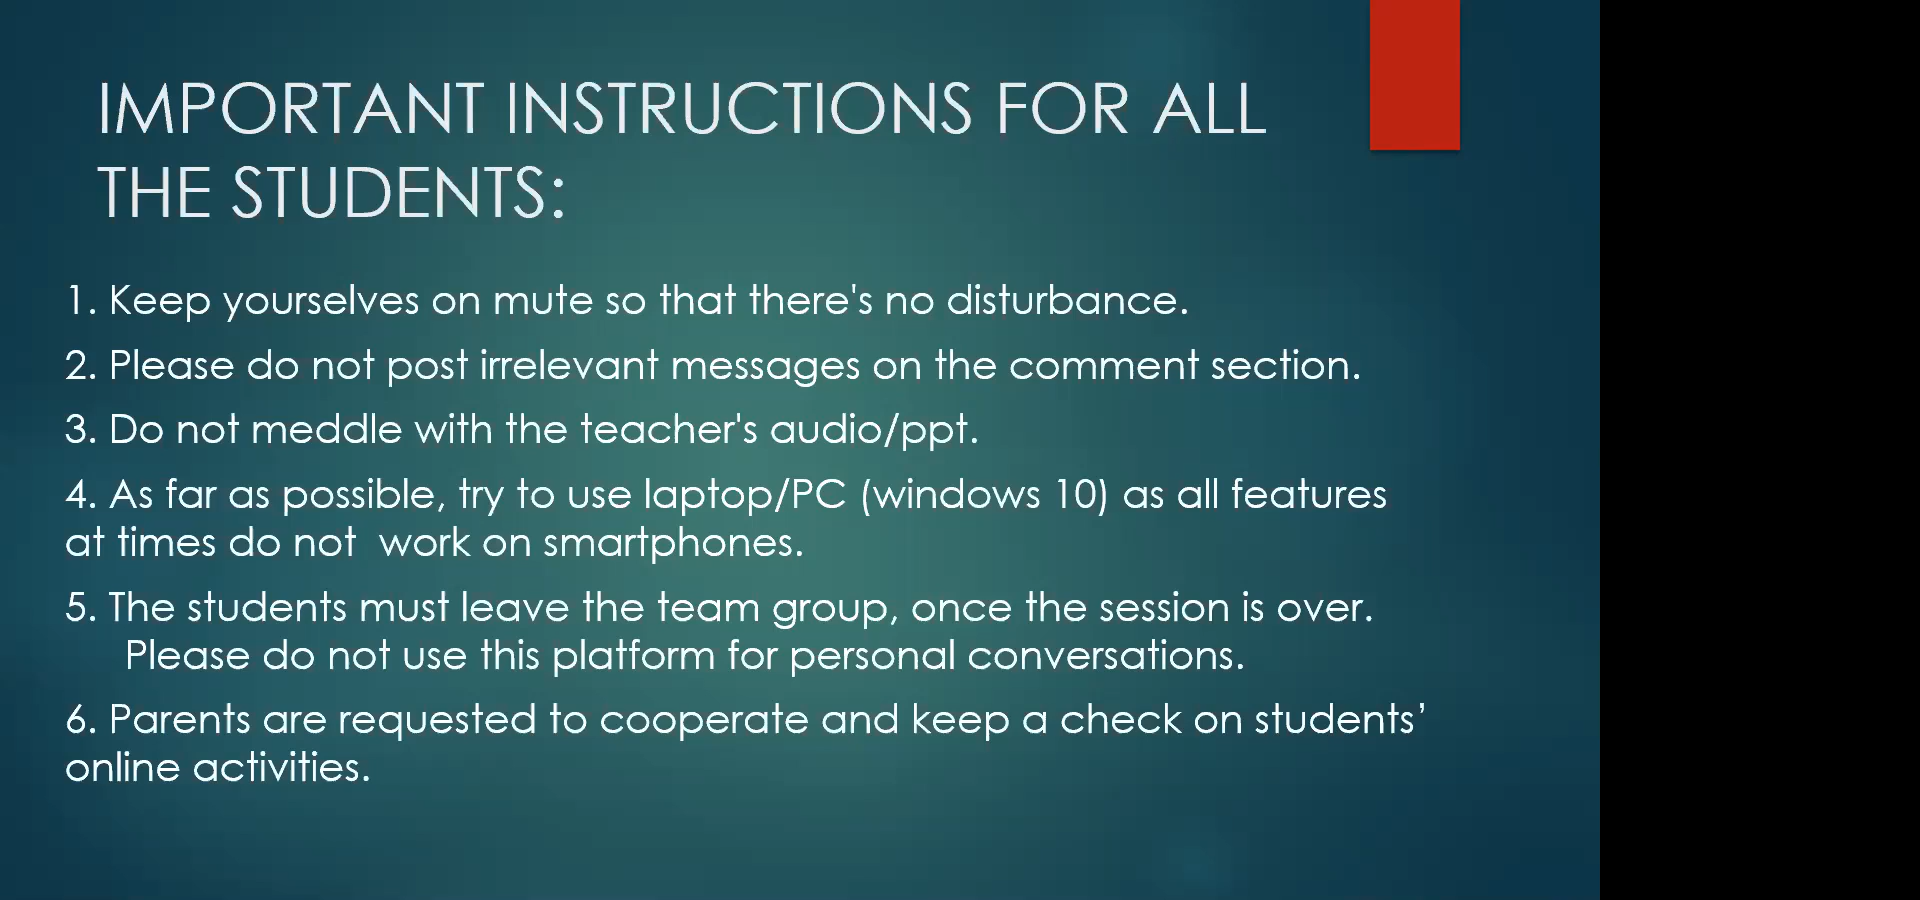 IMPORTANT INSTRUCTIONS FOR ALL
THE STUDENTS:
1. Keep yourselves on mute so that there's no disturbance.
2. Please do not post irrelevant messages on the comment section.
3. Do not meddle with the teacher's audio/ppt.
4. As far as possible, try to use laptop/PC (windows 10) as all features
at times do not  work on smartphones.
5. The students must leave the team group, once the session is over.
Please do not use this platform for personal conversations.
6. Parents are requested to cooperate and keep a check on students’
online activities.